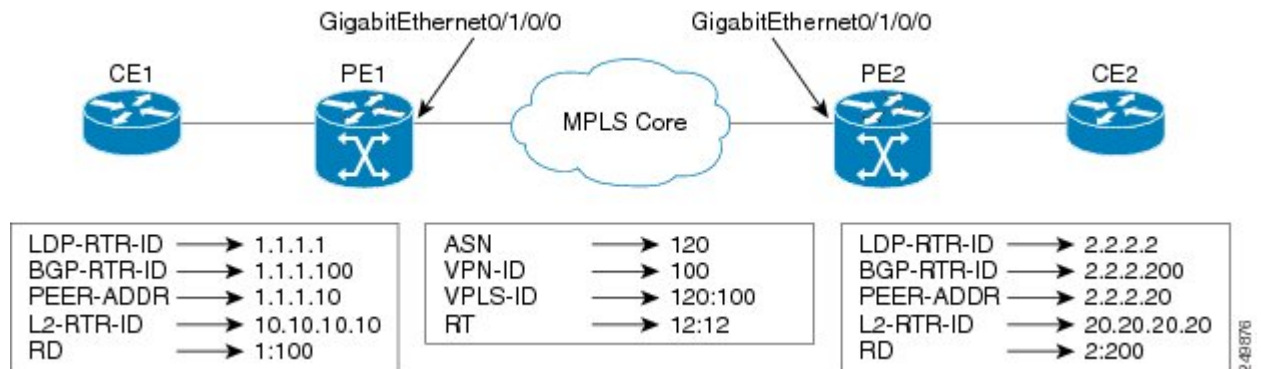 GigabitEthernet0/1/0/0
GigabitEthernet0/1/0/0
CE1
PE1
PE2
CE2
MPLS Core
LDP-RTR-ID 1.1.1.1
BGP-RTR-ID 1.1.1.100
PEER-ADDR 1.1.1.10
L2-RTR-ID 10.10.10.10
RD 1:100
ASN 120
VPN-ID 100
VPLS-ID 120:100
RT 12:12
LDP-RTR-ID 2.2.2.2
BGP-RTR-ID 2.2.2.200
PEER-ADDR 2.2.2.20
L2-RTR-ID 20.20.20.20
RD 2:200
249876